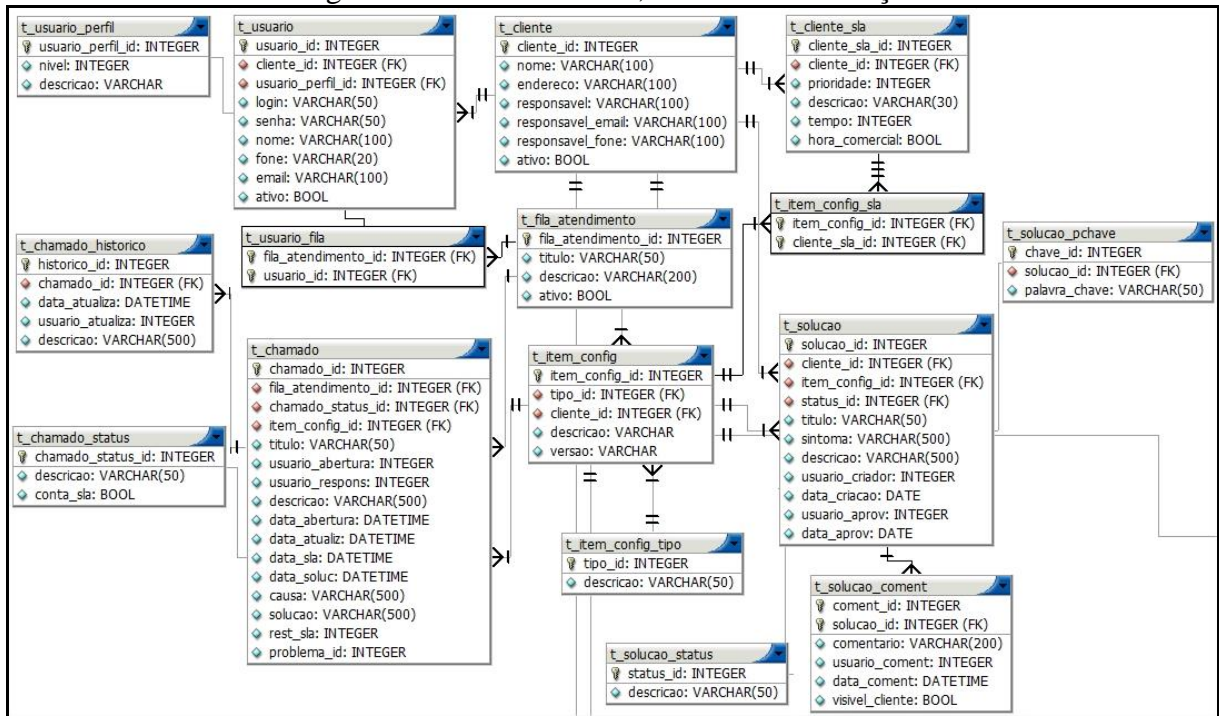 t_usuario_perfil
usuario_perfil_id: INTEGER
nivel: INTEGER
descricao: VARCHAR
t_usuario
usuario_id: INTEGER
cliente_id: INTEGER (FK)
usuario_perfil_id: INTEGER (FK)
login: VARCHAR(50)
senha: VARCHAR(50)
nome: VARCHAR(100)
fone: VARCHAR(20)
email: VARCHAR(100)
ativo: BOOL
t_cliente
cliente_id: INTEGER
nome: VARCHAR(100)
endereco: VARCHAR(100)
responsavel: VARCHAR(100)
responsavel_email: VARCHAR(100)
responsavel_fone: VARCHAR(100)
ativo: BOOL
t_cliente_sla
cliente_sla_id: INTEGER
cliente_id: INTEGER (FK)
prioridade: INTEGER
descricao: VARCHAR(30)
tempo: INTEGER
hora_comercial: BOOL
t_item_config_sla
item_config_id: INTEGER (FK)
cliente_sla_id: INTEGER (FK)
t_fila_atendimento
fila_atendimento_id: INTEGER
titulo: VARCHAR(50)
descricao: VARCHAR(200)
ativo: BOOL
t_usuario_fila
fila_atendimento_id: INTEGER (FK)
usuario_id: INTEGER (FK)
t_chamado_historico
historico_id: INTEGER
chamado_id: INTEGER (FK)
data_atualiza: DATETIME
usuario_atualiza: INTEGER
descricao: VARCHAR(500)
t_solucao_pchave
chave_id: INTEGER
solucao_id: INTEGER (FK)
palavra_chave: VARCHAR(50)
t_chamado
chamado_id: INTEGER
fila_atendimento_id: INTEGER (FK)
chamado_status_id: INTEGER (FK)
item_config_id: INTEGER (FK)
titulo: VARCHAR(50)
usuario_abertura: INTEGER
usuario_respons: INTEGER
descricao: VARCHAR(500)
data_abertura: DATETIME
data_atualiz: DATETIME
data_sla: DATETIME
data_soluc: DATETIME
causa: VARCHAR(500)
solucao: VARCHAR(500)
rest_sla: INTEGER
problema_id: INTEGER
t_item_config
item_config_id: INTEGER
tipo_id: INTEGER (FK)
cliente_id: INTEGER (FK)
descricao: VARCHAR
versao: VARCHAR
t_solucao
solucao_id: INTEGER
cliente_id: INTEGER (FK)
item_config_id: INTEGER (FK)
status_id: INTEGER (FK)
titulo: VARCHAR(50)
sintoma: VARCHAR(500)
descricao: VARCHAR(500)
usuario_criador: INTEGER
data_criacao: DATE
usuario_aprov: INTEGER
data_aprov: DATE
t_chamado_status
chamado_status_id: INTEGER
descricao: VARCHAR(50)
conta_sla: BOOL
t_item_config_tipo
tipo_id: INTEGER
descricao: VARCHAR(50)
t_solucao_coment
coment_id: INTEGER
solucao_id: INTEGER (FK)
comentario: VARCHAR(200)
usuario_coment: INTEGER
data_coment: DATETIME
visivel_cliente: BOOL
t_solucao_status
status_id: INTEGER
descricao: VARCHAR(50)